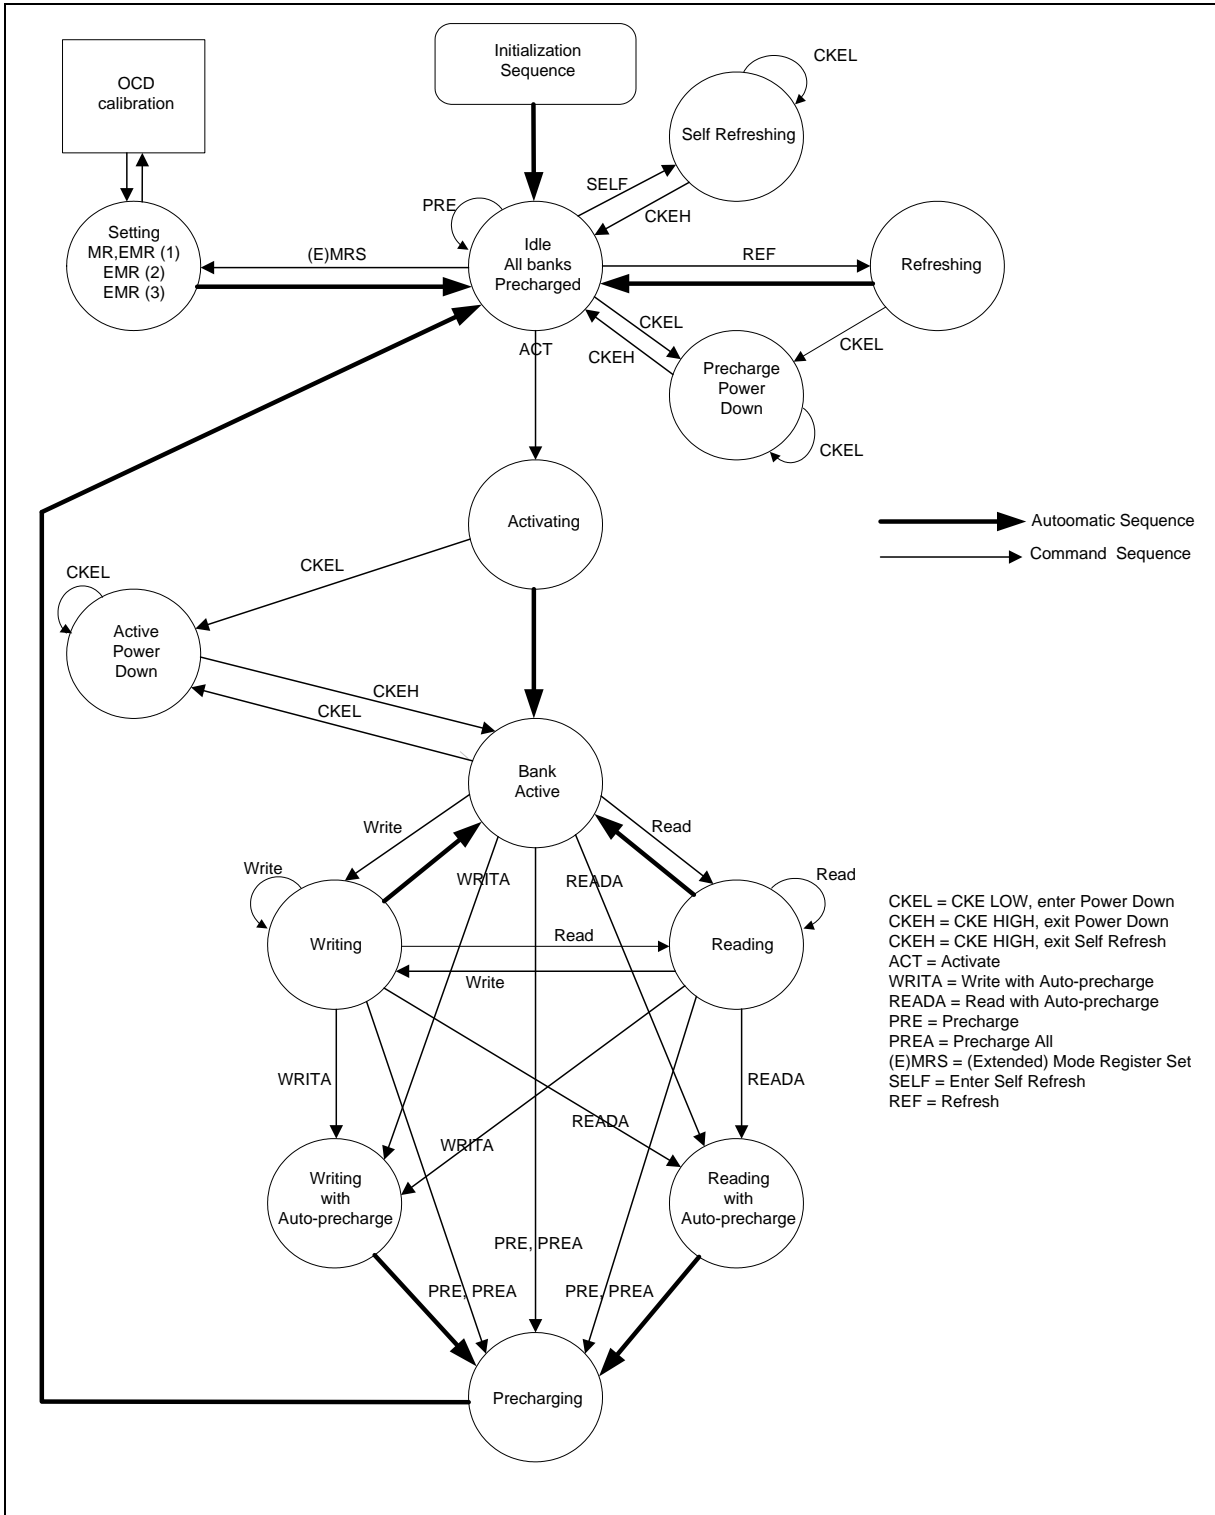 Initialization
Sequence
OCD
calibration
CKEL
Self Refreshing
SELF
CKEH
PRE
Setting
MR,EMR (1)
EMR (2)
EMR (3)
(E)MRS
Idle
All banks
Precharged
REF
Refreshing
CKEL
CKEH
CKEL
ACT
Precharge
Power
Down
CKEL
Activating
Autoomatic Sequence
Command Sequence
CKEL
CKEL
Active
Power
Down
CKEH
CKEL
Bank
Active
Write
Read
Write
WRITA
READA
Read
Writing
Read
Reading
Write
CKEL = CKE LOW, enter Power Down
CKEH = CKE HIGH, exit Power Down
CKEH = CKE HIGH, exit Self Refresh
ACT = Activate
WRITA = Write with Auto-precharge
READA = Read with Auto-precharge
PRE = Precharge
PREA = Precharge All
(E)MRS = (Extended) Mode Register Set
SELF = Enter Self Refresh
REF = Refresh
WRITA
READA
READA
WRITA
Writing
with
Auto-precharge
Reading
with
Auto-precharge
PRE, PREA
PRE, PREA
PRE, PREA
Precharging